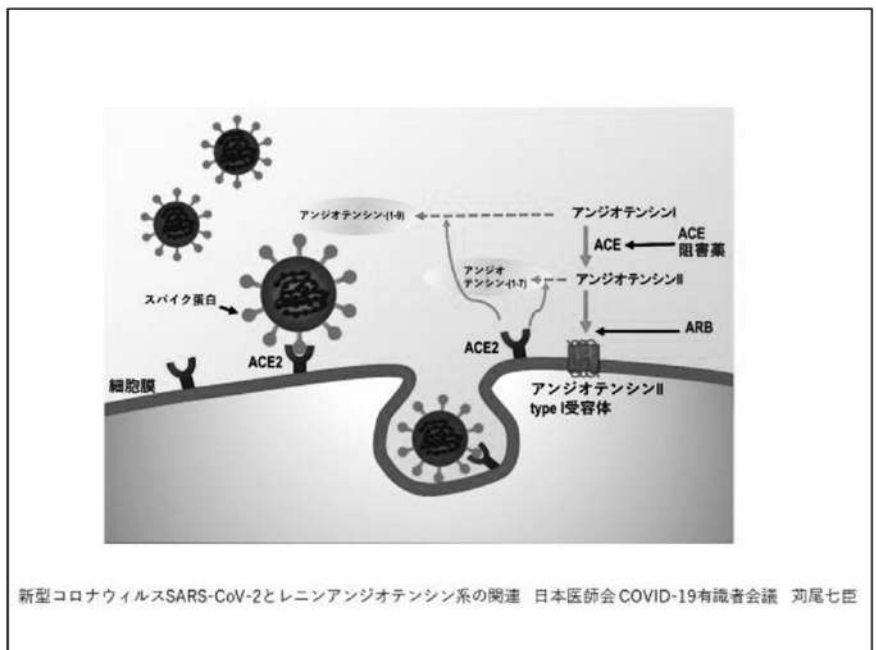 アンジオテンシン-(1-9)
アンジオテンシンI
ACE
ACE
阻害薬
アンジオ
テンシン-(1-7)
アンジオテンシンII
スパイク蛋白
ARB
ACE2
ACE2
細胞膜
アンジオテンシンII
type I受容体
新型コロナウィルスSARS-CoV-2とレニンアンジオテンシン系の関連 日本医師会 COVID-19有識者会議 苅尾七臣